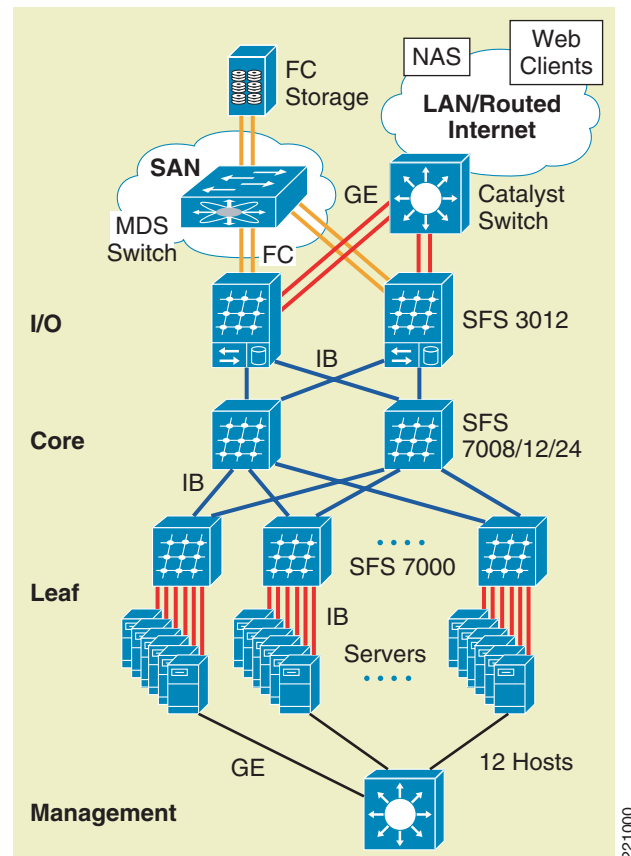 FC
Storage
NAS
Web
Clients
LAN/Routed
Internet
SAN
GE
Catalyst
Switch
MDS
Switch
FC
I/O
SFS 3012
IB
Core
SFS
7008/12/24
IB
SFS 7000
Leaf
IB
Servers
GE
12 Hosts
Management
221000